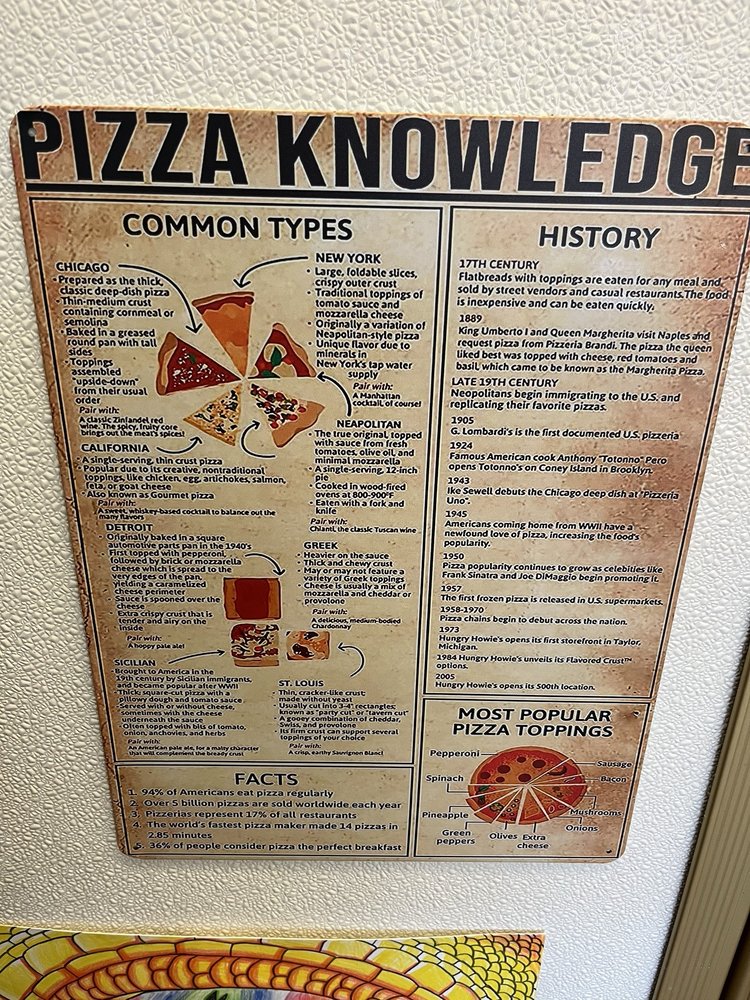 PIZZA KNOWLEDGE
COMMON TYPES
CHICAGO
· Prepared as the thick,
classic deep-dish pizza
· Thin-medium crust
containing cornmeal or
semolina
· Baked in a greased
round pan with tall
sides
· Toppings
assembled
"upside-down"
from their usual
order
Pair with:
A classic Zinfandel red
wine. The spicy, fruity core
brings out the meat's spices!
NEW YORK
· Large, foldable slices,
crispy outer crust
· Traditional toppings of
tomato sauce and
mozzarella cheese
· Originally a variation of
Neapolitan-style pizza
· Unique flavor due to
minerals in
New York's tap water
supply
Pair with:
A Manhattan
cocktail, of course!
NEAPOLITAN
· The true original, topped
with sauce from fresh
tomatoes, olive oil, and
minimal mozzarella
· A single-serving, 12-inch
pie
· Cooked in wood-fired
ovens at 800-900°F
· Eaten with a fork and
knife
Pair with:
Chianti, the classic Tuscan wine
CALIFORNIA
· A single-serving, thin crust pizza
· Popular due to its creative, nontraditional
toppings, like chicken, egg, artichokes, salmon,
feta, or goat cheese
· Also known as Gourmet pizza
Pair with:
A sweet, whiskey-based cocktail to balance out the
many flavors
DETROIT
· Originally baked in a square
automotive parts pan in the 1940's
· First topped with pepperoni,
followed by brick or mozzarella
cheese which is spread to the
very edges of the pan,
yielding a caramelized
cheese perimeter
· Sauce is spooned over the
cheese
· Extra crispy crust that is
tender and airy on the
inside
Pair with:
A hoppy pale ale!
GREEK
· Heavier on the sauce
· Thick and chewy crust
· May or may not feature a
variety of Greek toppings
· Cheese is usually a mix of
mozzarella and cheddar or
provolone
Pair with:
A delicious, medium-bodied
Chardonnay
SICILIAN
· Brought to America in the
19th century by Sicilian immigrants,
and became popular after WWII
· Thick, square-cut pizza with a
pillowy dough and tomato sauce
· Served with or without cheese,
sometimes with the cheese
underneath the sauce
· Often topped with bits of tomato,
onion, anchovies, and herbs
Pair with:
An American pale ale, for a malty character
that will complement the bready crust!
ST. LOUIS
· Thin, cracker-like crust;
made without yeast
· Usually cut into 3-4" rectangles;
known as "party cut" or "tavern cut"
· A gooey combination of cheddar,
Swiss, and provolone
· Its firm crust can support several
toppings of your choice
Pair with:
A crisp, earthy Sauvignon Blanc!
FACTS
1. 94% of Americans eat pizza regularly
2. Over 5 billion pizzas are sold worldwide each year
3. Pizzerias represent 17% of all restaurants
4. The world's fastest pizza maker made 14 pizzas in
2.85 minutes
5. 36% of people consider pizza the perfect breakfast
HISTORY
17TH CENTURY
Flatbreads with toppings are eaten for any meal and
sold by street vendors and casual restaurants.The food
is inexpensive and can be eaten quickly.
1889
King Umberto I and Queen Margherita visit Naples and
request pizza from Pizzeria Brandi. The pizza the queen
liked best was topped with cheese, red tomatoes and
basil, which came to be known as the Margherita Pizza.
LATE 19TH CENTURY
Neopolitans begin immigrating to the U.S. and
replicating their favorite pizzas.
1905
G. Lombardi's is the first documented U.S. pizzeria
1924
Famous American cook Anthony "Totonno" Pero
opens Totonno's on Coney Island in Brooklyn.
1943
Ike Sewell debuts the Chicago deep dish at "Pizzeria
Uno".
1945
Americans coming home from WWII have a
newfound love of pizza, increasing the food's
popularity.
1950
Pizza popularity continues to grow as celebities like
Frank Sinatra and Joe DiMaggio begin promoting it.
1957
The first frozen pizza is released in U.S. supermarkets.
1958-1970
Pizza chains begin to debut across the nation.
1973
Hungry Howie's opens its first storefront in Taylor,
Michigan.
1984 Hungry Howie's unveils its Flavored Crust™
options.
2005
Hungry Howie's opens its 500th location.
MOST POPULAR
PIZZA TOPPINGS
Pepperoni
Sausage
Spinach
Bacon
Pineapple
Mushrooms
Green
peppers
Olives
Extra
cheese
Onions